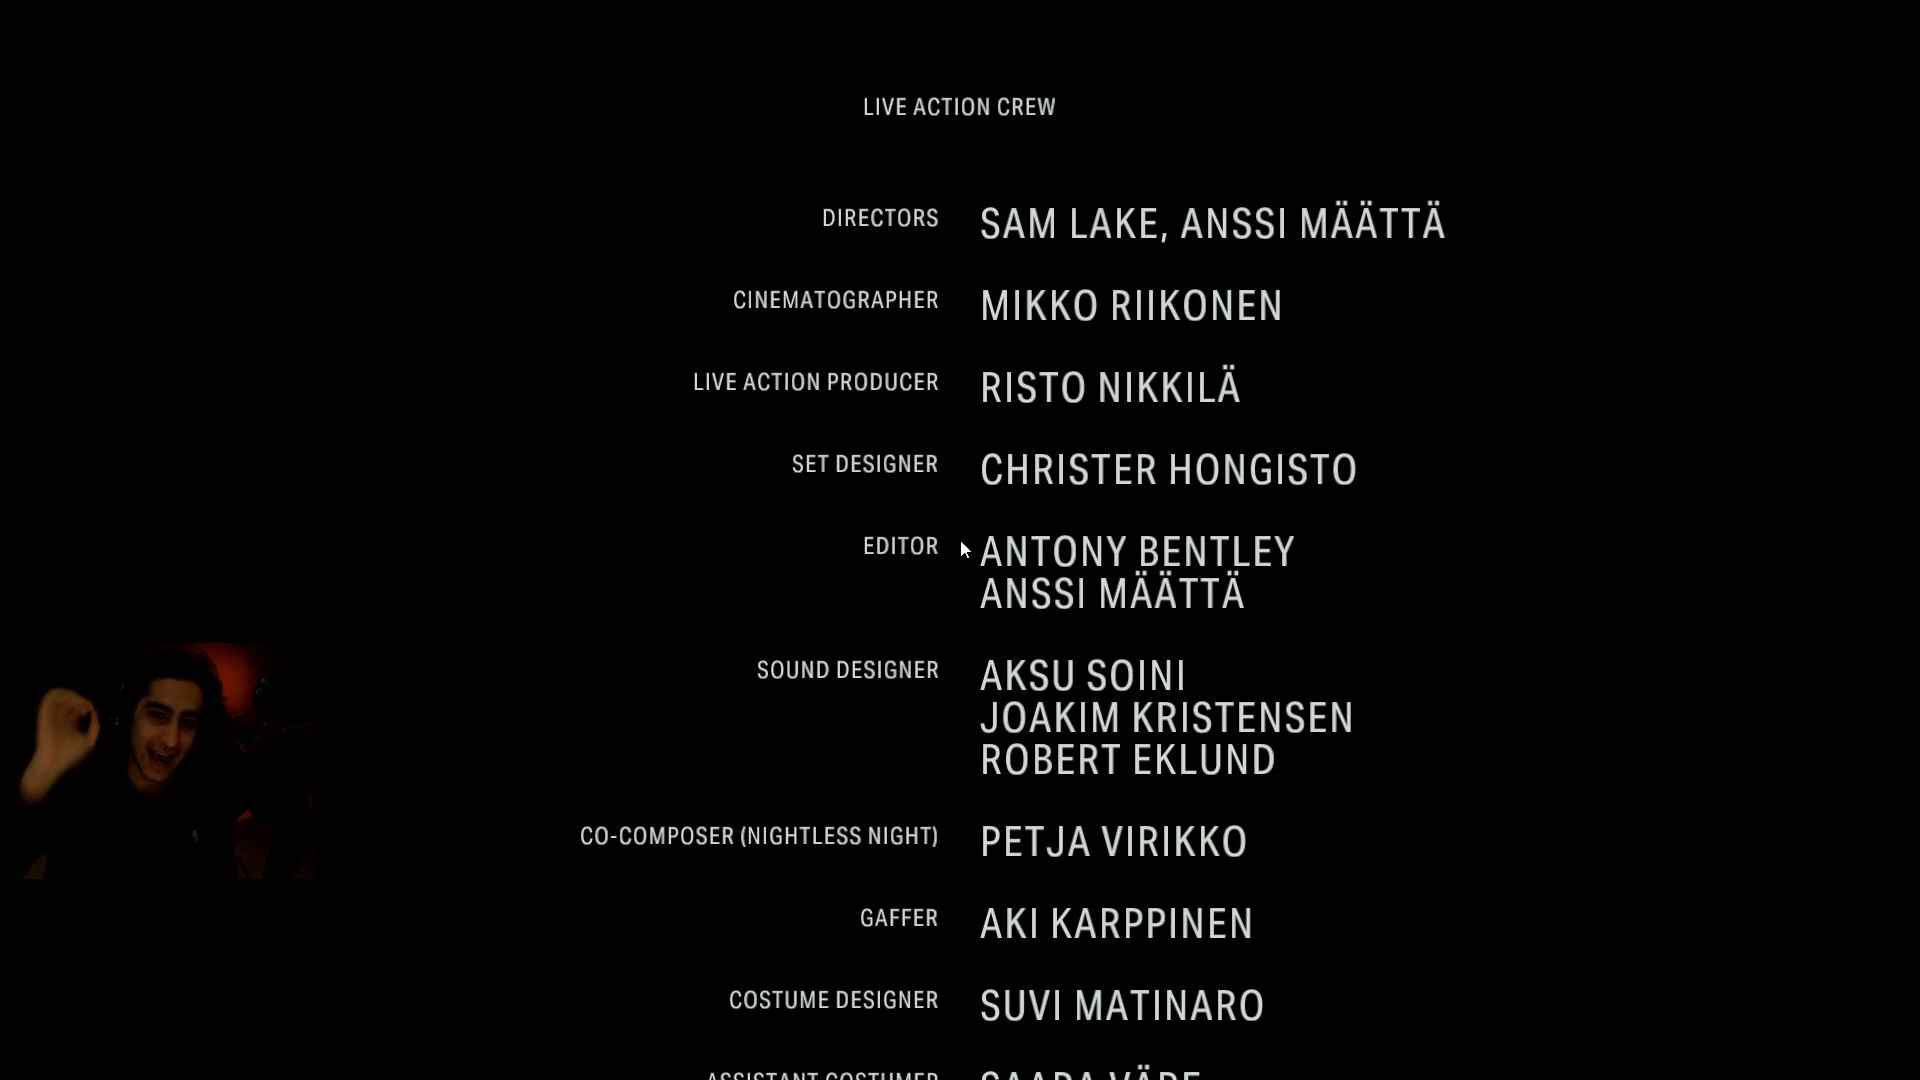 LIVE ACTION CREW
DIRECTORS SAM LAKE, ANSSI MÄÄTTÄ
CINEMATOGRAPHER MIKKO RIIKONEN
LIVE ACTION PRODUCER RISTO NIKKILÄ
SET DESIGNER CHRISTER HONGISTO
EDITOR ANTONY BENTLEY
ANSSI MÄÄTTÄ
SOUND DESIGNER AKSU SOINI
JOAKIM KRISTENSEN
ROBERT EKLUND
CO-COMPOSER (NIGHTLESS NIGHT) PETJA VIRIKKO
GAFFER AKI KARPPINEN
COSTUME DESIGNER SUVI MATINARO
ASSISTANT COSTUMER